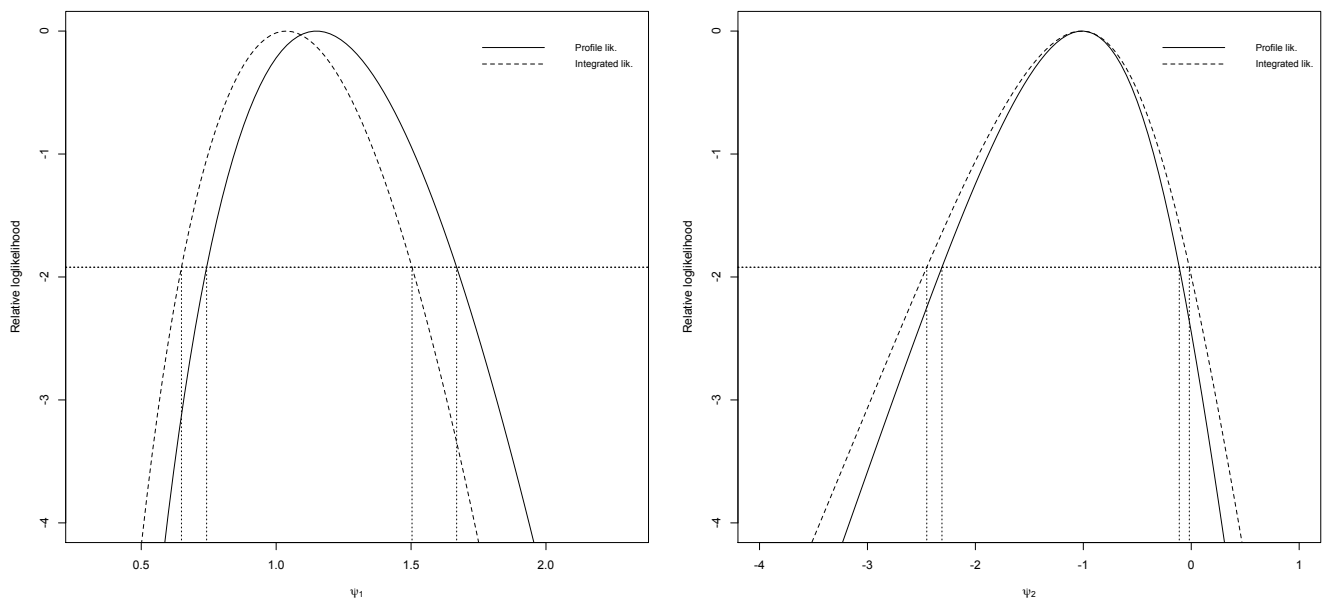 Relative loglikelihood
0
-1
-2
-3
-4
0.5 1.0 1.5 2.0
ψ1
Profile lik.
Integrated lik.
Relative loglikelihood
0
-1
-2
-3
-4
-4 -3 -2 -1 0 1
ψ2
Profile lik.
Integrated lik.